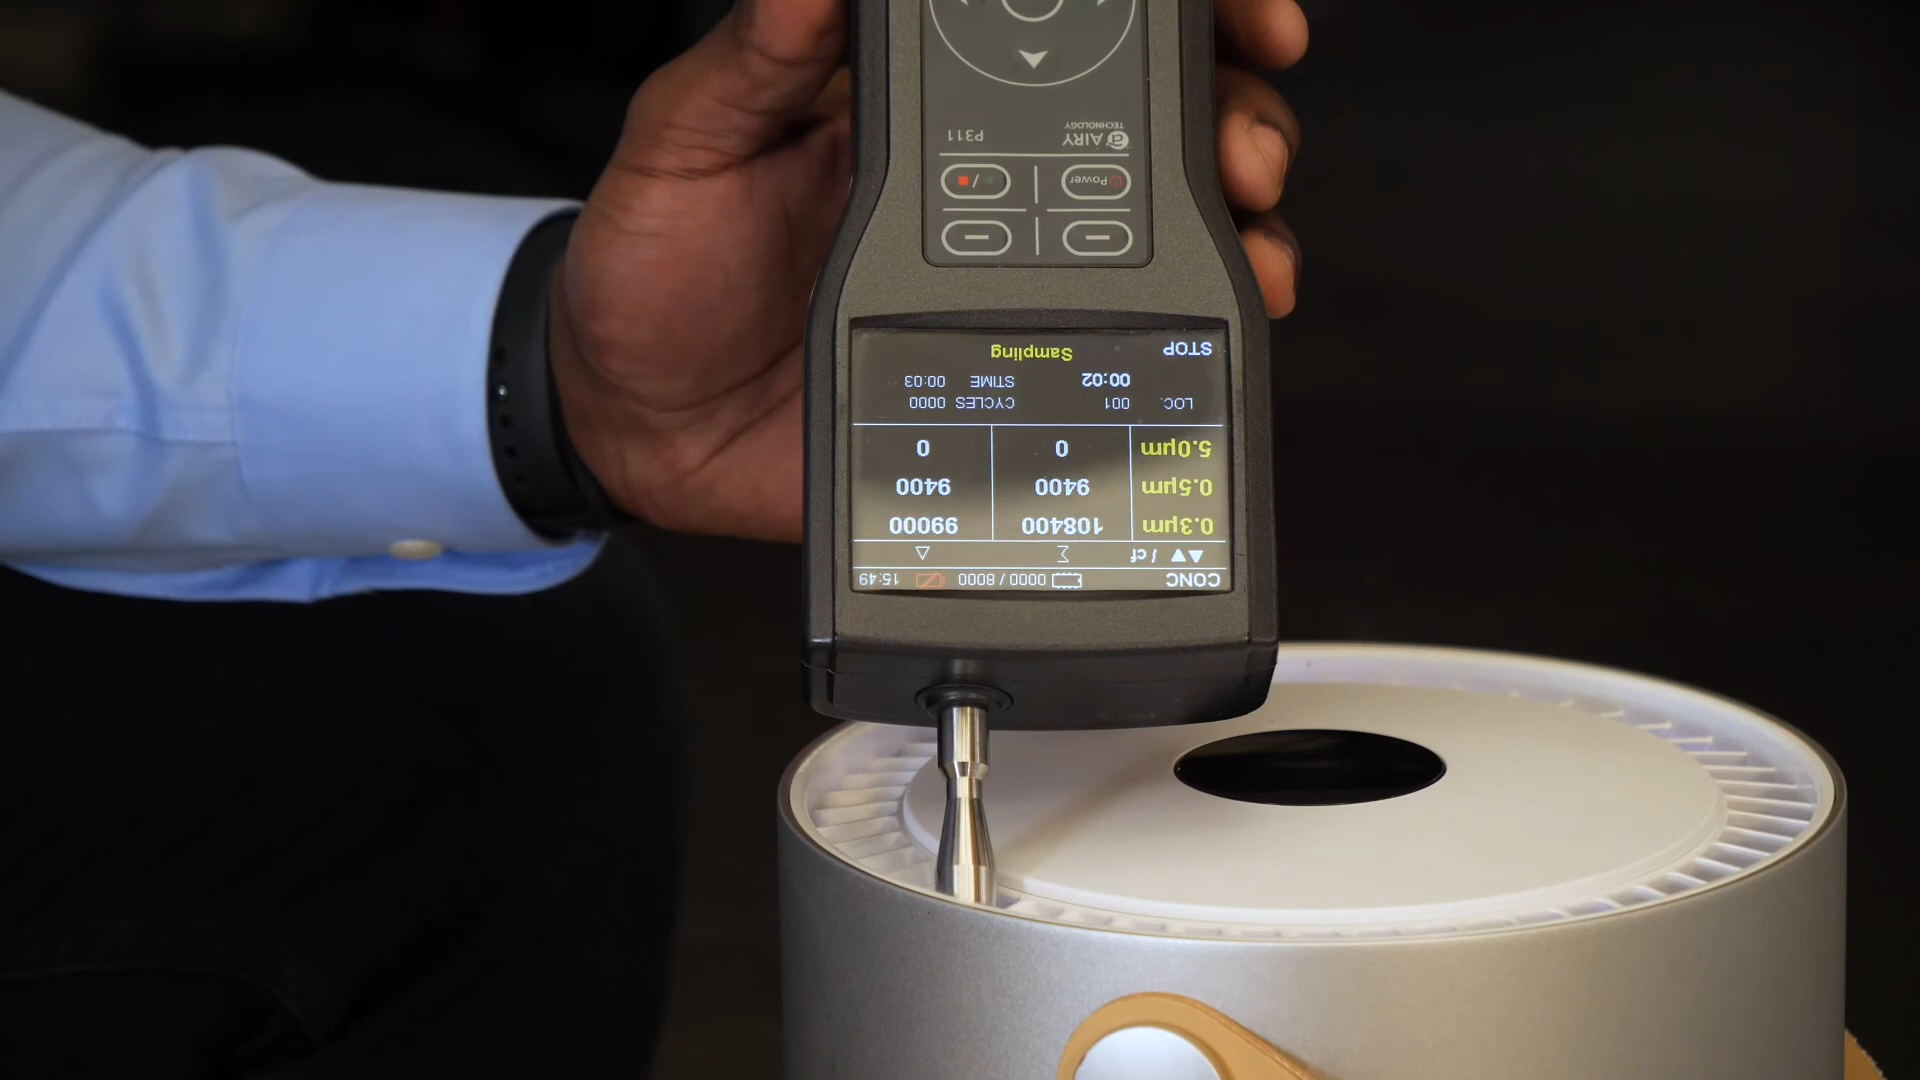 CONC 0000 / 8000 15:49
▲▼ / cf Σ Δ
0.3µm 108400 99000
0.5µm 9400 9400
5.0µm 0 0
LOC. 001 CYCLES 0000
00:02 STIME 00:03
STOP Sampling
Power
AIRY
TECHNOLOGY
P311